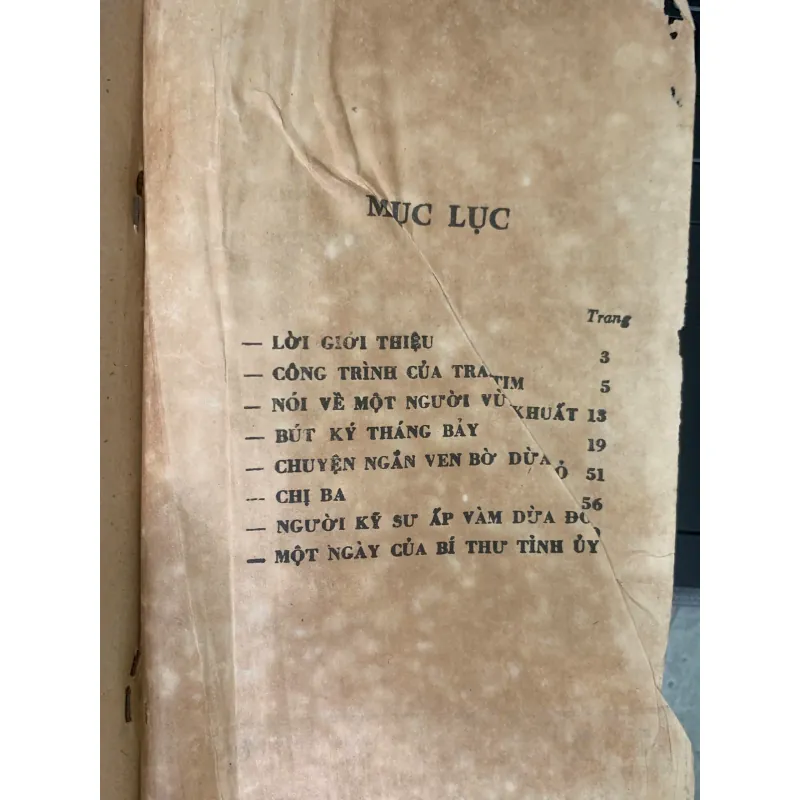 MỤC LỤC
Trang
— LỜI GIỚI THIỆU 3
— CÔNG TRÌNH CỦA TRA TIM 5
— NÓI VỀ MỘT NGƯỜI VỪ KHUẤT 13
— BÚT KÝ THÁNG BẢY 19
— CHUYỆN NGẮN VEN BỜ DỪA 51
— CHỊ BA 56
— NGƯỜI KỸ SƯ ẤP VÀM DỪA
— MỘT NGÀY CỦA BÍ THƯ TỈNH ỦY